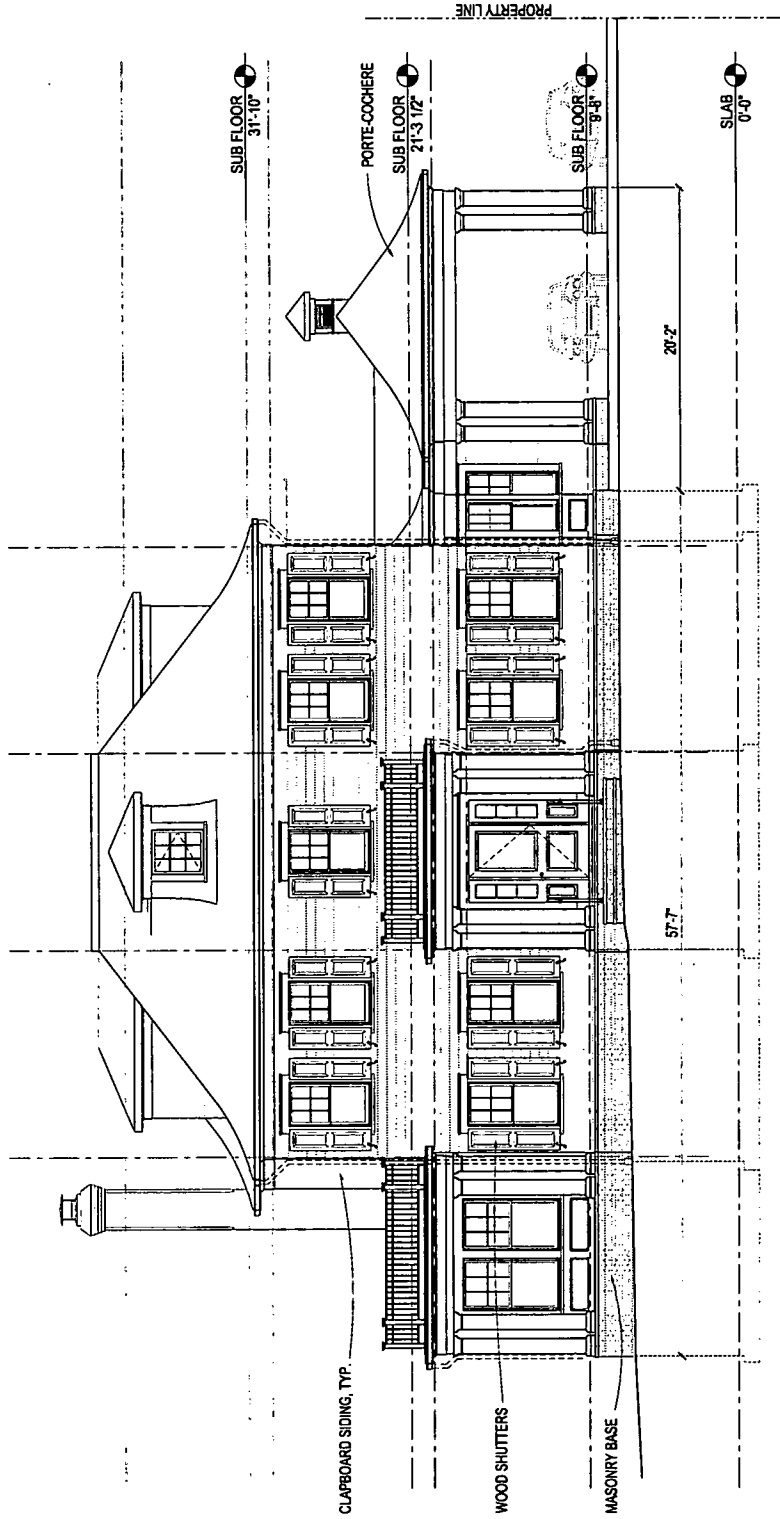 PROPERTY LINE
SUB FLOOR
31'-10"
PORTE-COCHERE
SUB FLOOR
21'-3 1/2"
SUB FLOOR
9'-8"
SLAB
0'-0"
20'-2"
57'-7"
CLAPBOARD SIDING, TYP.
WOOD SHUTTERS
MASONRY BASE